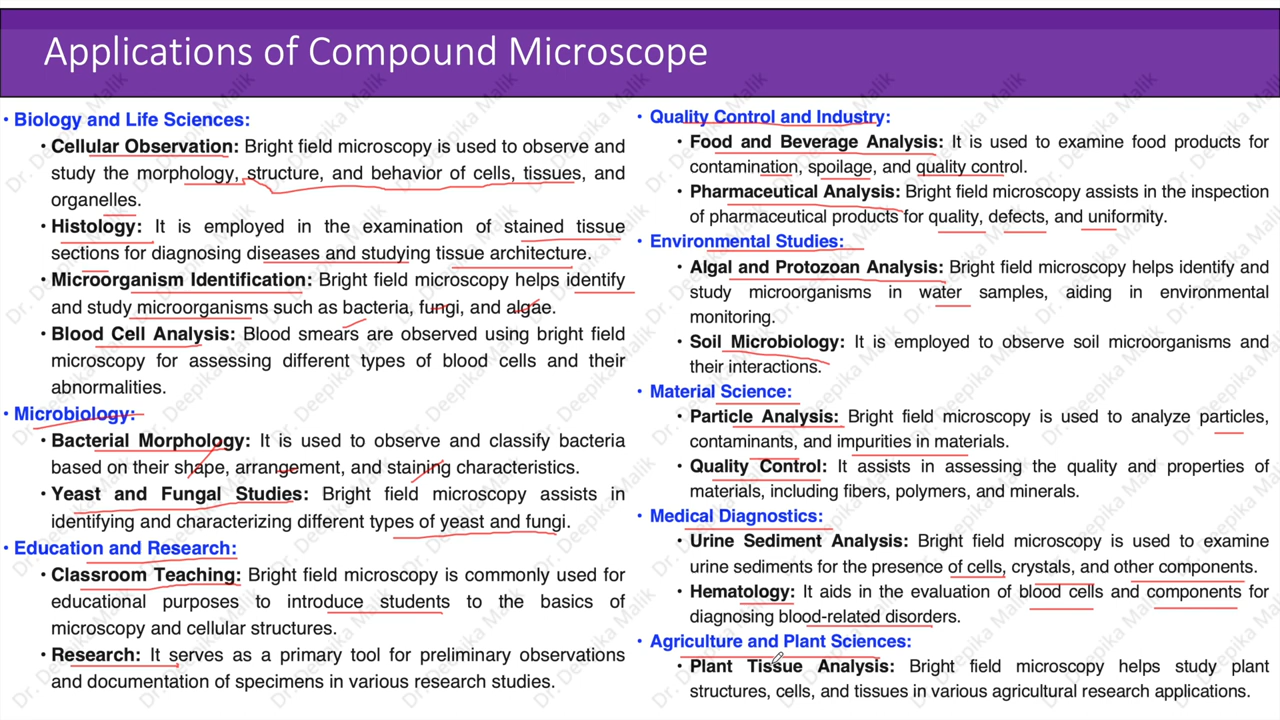 Applications of Compound Microscope
• Biology and Life Sciences:
• Cellular Observation: Bright field microscopy is used to observe and
study the morphology, structure, and behavior of cells, tissues, and
organelles.
• Histology: It is employed in the examination of stained tissue
sections for diagnosing diseases and studying tissue architecture.
• Microorganism Identification: Bright field microscopy helps identify
and study microorganisms such as bacteria, fungi, and algae.
• Blood Cell Analysis: Blood smears are observed using bright field
microscopy for assessing different types of blood cells and their
abnormalities.
• Microbiology:
• Bacterial Morphology: It is used to observe and classify bacteria
based on their shape, arrangement, and staining characteristics.
• Yeast and Fungal Studies: Bright field microscopy assists in
identifying and characterizing different types of yeast and fungi.
• Education and Research:
• Classroom Teaching: Bright field microscopy is commonly used for
educational purposes to introduce students to the basics of
microscopy and cellular structures.
• Research: It serves as a primary tool for preliminary observations
and documentation of specimens in various research studies.
• Quality Control and Industry:
• Food and Beverage Analysis: It is used to examine food products for
contamination, spoilage, and quality control.
• Pharmaceutical Analysis: Bright field microscopy assists in the inspection
of pharmaceutical products for quality, defects, and uniformity.
• Environmental Studies:
• Algal and Protozoan Analysis: Bright field microscopy helps identify and
study microorganisms in water samples, aiding in environmental
monitoring.
• Soil Microbiology: It is employed to observe soil microorganisms and
their interactions.
• Material Science:
• Particle Analysis: Bright field microscopy is used to analyze particles,
contaminants, and impurities in materials.
• Quality Control: It assists in assessing the quality and properties of
materials, including fibers, polymers, and minerals.
• Medical Diagnostics:
• Urine Sediment Analysis: Bright field microscopy is used to examine
urine sediments for the presence of cells, crystals, and other components.
• Hematology: It aids in the evaluation of blood cells and components for
diagnosing blood-related disorders.
• Agriculture and Plant Sciences:
• Plant Tissue Analysis: Bright field microscopy helps study plant
structures, cells, and tissues in various agricultural research applications.
Dr. Deepika Malik